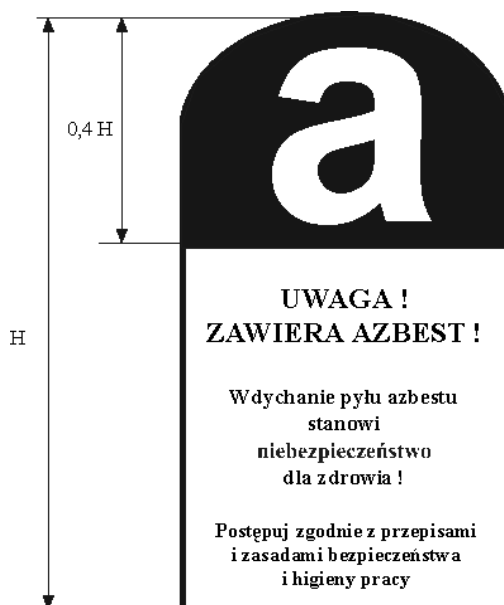 a
0,4 H
H
UWAGA !
ZAWIERA AZBEST !
Wdychanie pyłu azbestu
stanowi
niebezpieczeństwo
dla zdrowia !
Postępuj zgodnie z przepisami
i zasadami bezpieczeństwa
i higieny pracy